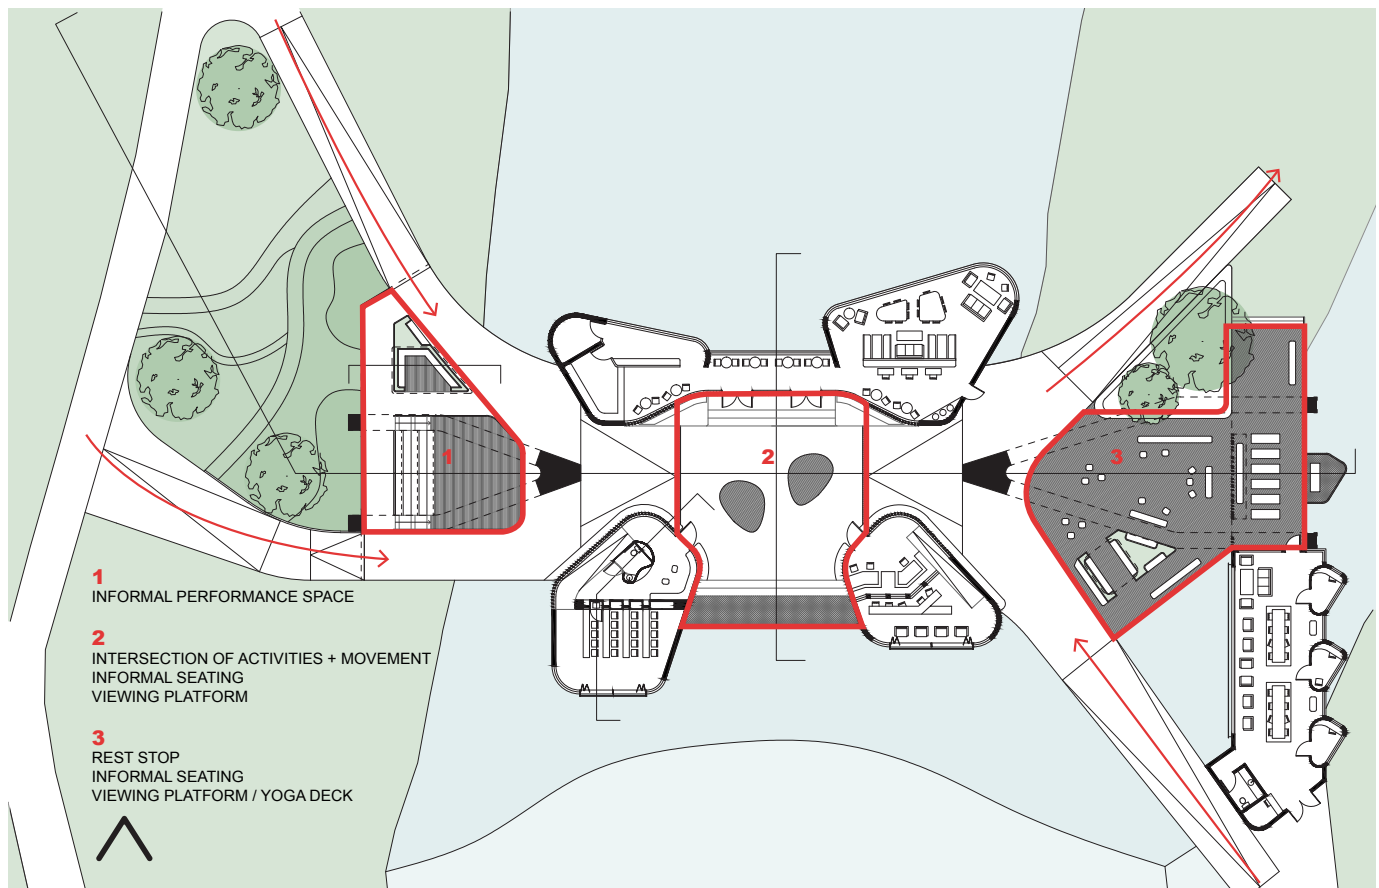 1
2
3
1
INFORMAL PERFORMANCE SPACE
2
INTERSECTION OF ACTIVITIES + MOVEMENT
INFORMAL SEATING
VIEWING PLATFORM
3
REST STOP
INFORMAL SEATING
VIEWING PLATFORM / YOGA DECK